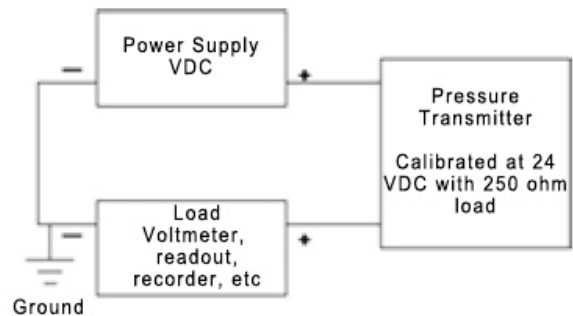 Power Supply
VDC
−
+
Pressure
Transmitter
Calibrated at 24
VDC with 250 ohm
load
Load
Voltmeter,
readout,
recorder, etc
−
+
Ground